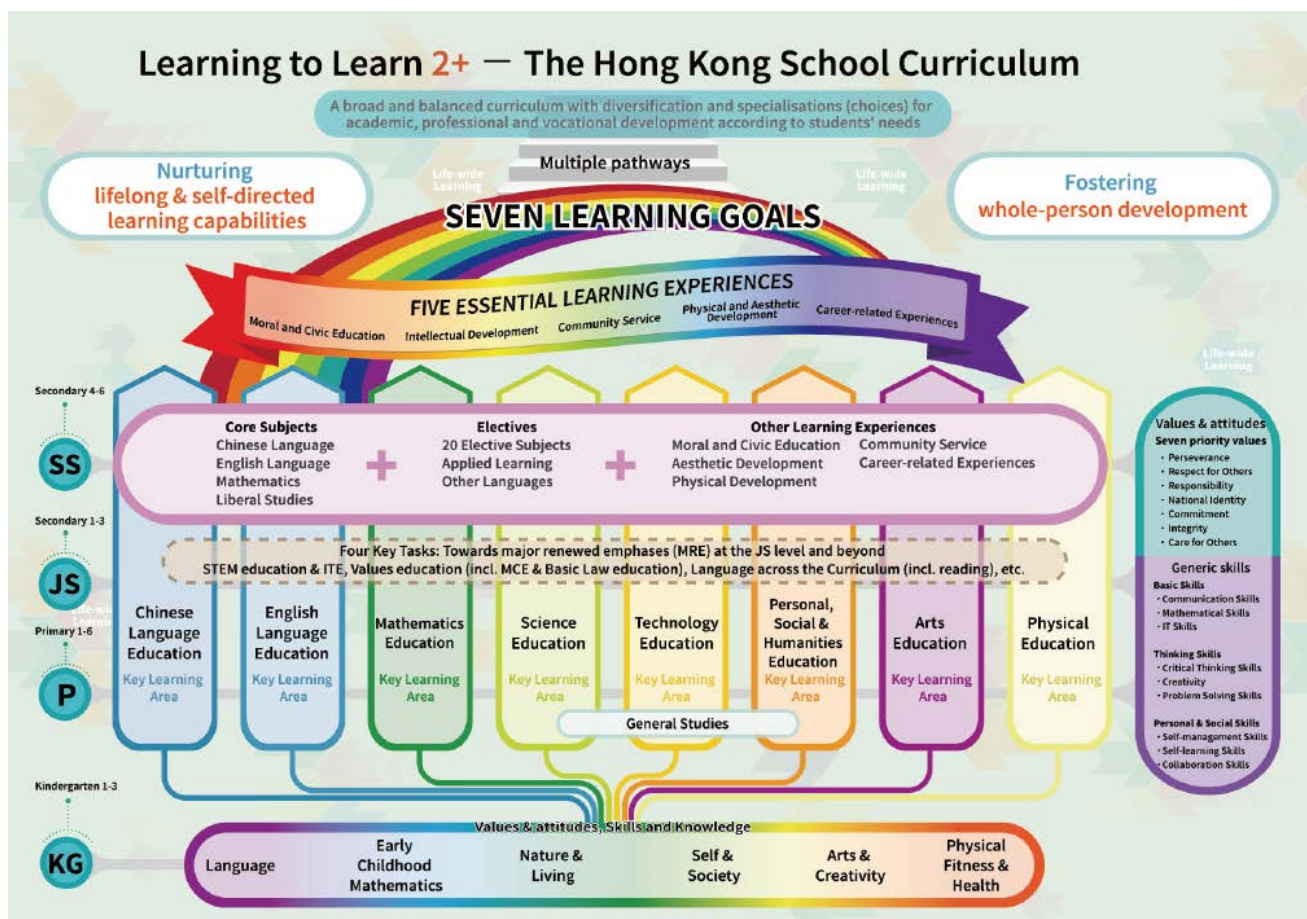 Learning to Learn 2+ — The Hong Kong School Curriculum
A broad and balanced curriculum with diversification and specialisations (choices) for
academic, professional and vocational development according to students' needs
Multiple pathways
Nurturing
lifelong & self-directed
learning capabilities
Life-wide
Learning
Life-wide
Learning
Fostering
whole-person development
SEVEN LEARNING GOALS
FIVE ESSENTIAL LEARNING EXPERIENCES
Moral and Civic Education
Intellectual Development
Community Service
Physical and Aesthetic
Development
Career-related Experiences
Life-wide
Learning
Secondary 4-6
SS
Core Subjects
Chinese Language
English Language
Mathematics
Liberal Studies
+
Electives
20 Elective Subjects
Applied Learning
Other Languages
+
Other Learning Experiences
Moral and Civic Education
Aesthetic Development
Physical Development
Community Service
Career-related Experiences
Secondary 1-3
JS
Four Key Tasks: Towards major renewed emphases (MRE) at the JS level and beyond
STEM education & ITE, Values education (incl. MCE & Basic Law education), Language across the Curriculum (incl. reading), etc.
Life-wide
Primary 1-6
P
Chinese
Language
Education
Key Learning
Area
English
Language
Education
Key Learning
Area
Mathematics
Education
Key Learning
Area
Science
Education
Key Learning
Area
Technology
Education
Key Learning
Area
Personal,
Social &
Humanities
Education
Key Learning
Area
Arts
Education
Key Learning
Area
Physical
Education
Key Learning
Area
General Studies
Values & attitudes
Seven priority values
· Perseverance
· Respect for Others
· Responsibility
· National Identity
· Commitment
· Integrity
· Care for Others
Generic skills
Basic Skills
· Communication Skills
· Mathematical Skills
· IT Skills
Thinking Skills
· Critical Thinking Skills
· Creativity
· Problem Solving Skills
Personal & Social Skills
· Self-management Skills
· Self-learning Skills
· Collaboration Skills
Kindergarten 1-3
KG
Values & attitudes, Skills and Knowledge
Language
Early
Childhood
Mathematics
Nature &
Living
Self &
Society
Arts &
Creativity
Physical
Fitness &
Health